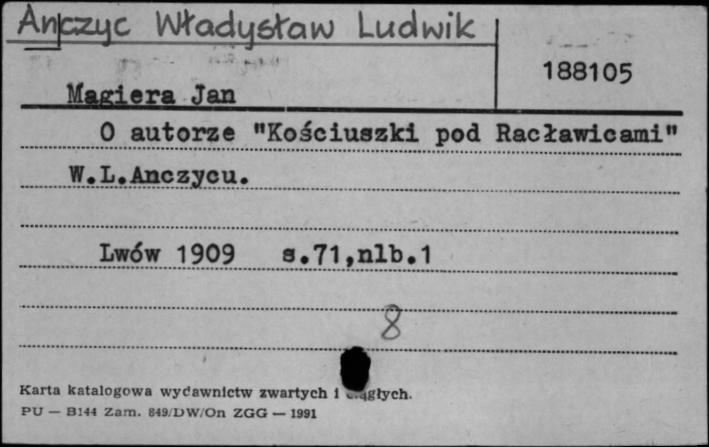 Anczyc Władysław Ludwik
188105
Magiera Jan
O autorze "Kościuszki pod Racławicami"
W.L.Anczycu.
Lwów 1909 s.71,nlb.1
8
Karta katalogowa wydawnictw zwartych i
PU — B144 Zam. 849/DW/On ZGG — 1991